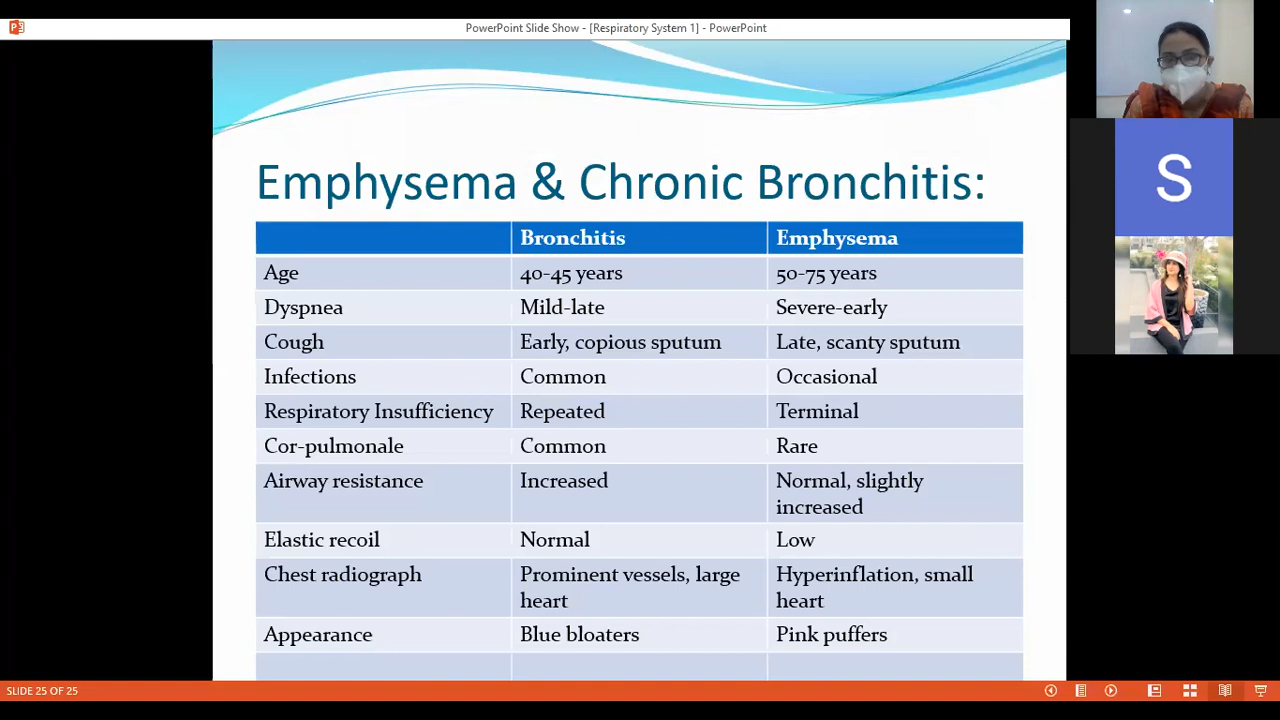 PowerPoint Slide Show - [Respiratory System 1] - PowerPoint
S
Emphysema & Chronic Bronchitis:
Bronchitis Emphysema
Age 40-45 years 50-75 years
Dyspnea Mild-late Severe-early
Cough Early, copious sputum Late, scanty sputum
Infections Common Occasional
Respiratory Insufficiency Repeated Terminal
Cor-pulmonale Common Rare
Airway resistance Increased Normal, slightly
increased
Elastic recoil Normal Low
Chest radiograph Prominent vessels, large Hyperinflation, small
heart heart
Appearance Blue bloaters Pink puffers
SLIDE 25 OF 25